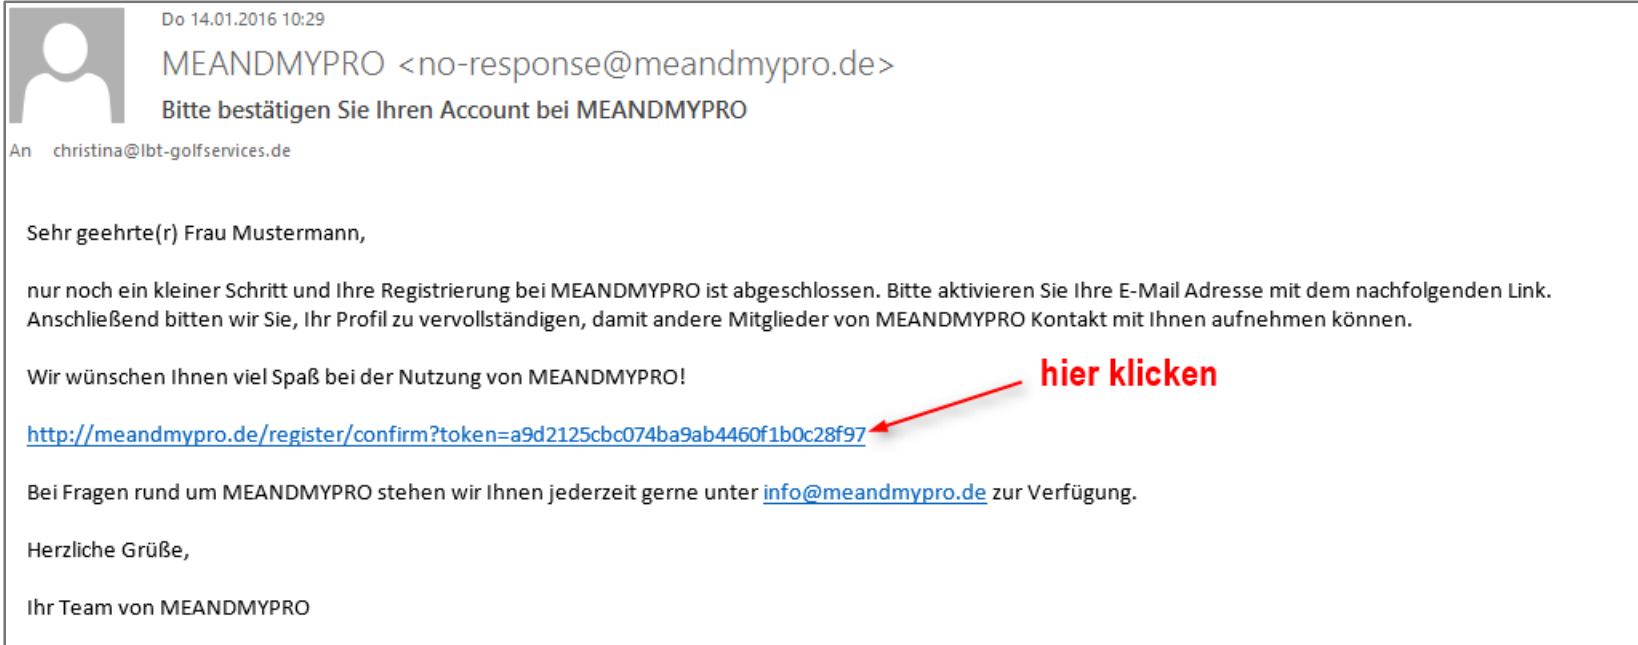 Do 14.01.2016 10:29
MEANDMYPRO <no-response@meandmypro.de>
Bitte bestätigen Sie Ihren Account bei MEANDMYPRO
An christina@lbt-golfservices.de
Sehr geehrte(r) Frau Mustermann,
nur noch ein kleiner Schritt und Ihre Registrierung bei MEANDMYPRO ist abgeschlossen. Bitte aktivieren Sie Ihre E-Mail Adresse mit dem nachfolgenden Link.
Anschließend bitten wir Sie, Ihr Profil zu vervollständigen, damit andere Mitglieder von MEANDMYPRO Kontakt mit Ihnen aufnehmen können.
Wir wünschen Ihnen viel Spaß bei der Nutzung von MEANDMYPRO!
hier klicken
http://meandmypro.de/register/confirm?token=a9d2125cbc074ba9ab4460f1b0c28f97
Bei Fragen rund um MEANDMYPRO stehen wir Ihnen jederzeit gerne unter info@meandmypro.de zur Verfügung.
Herzliche Grüße,
Ihr Team von MEANDMYPRO